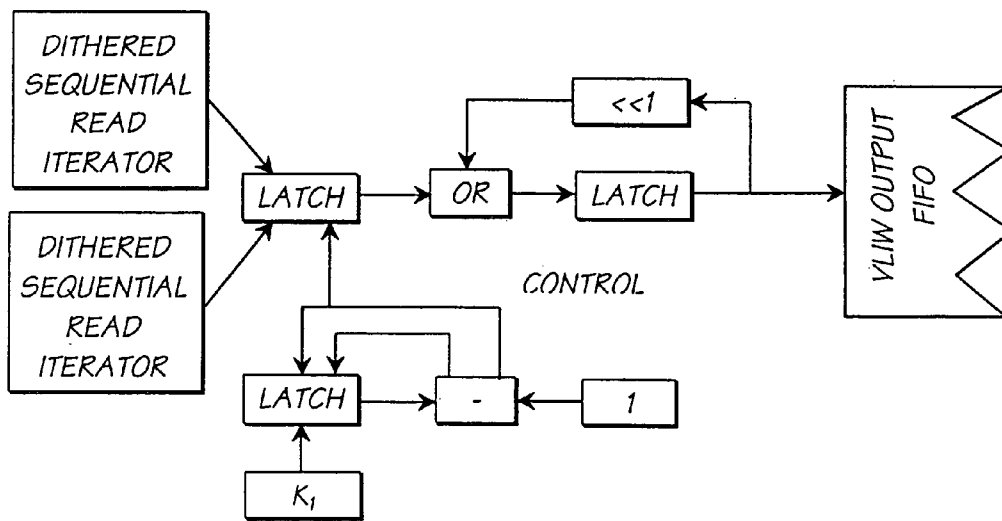 DITHERED
SEQUENTIAL
READ
ITERATOR
<<1
LATCH
OR
LATCH
VLIW OUTPUT
FIFO
DITHERED
SEQUENTIAL
READ
ITERATOR
CONTROL
LATCH
-
1
K₁